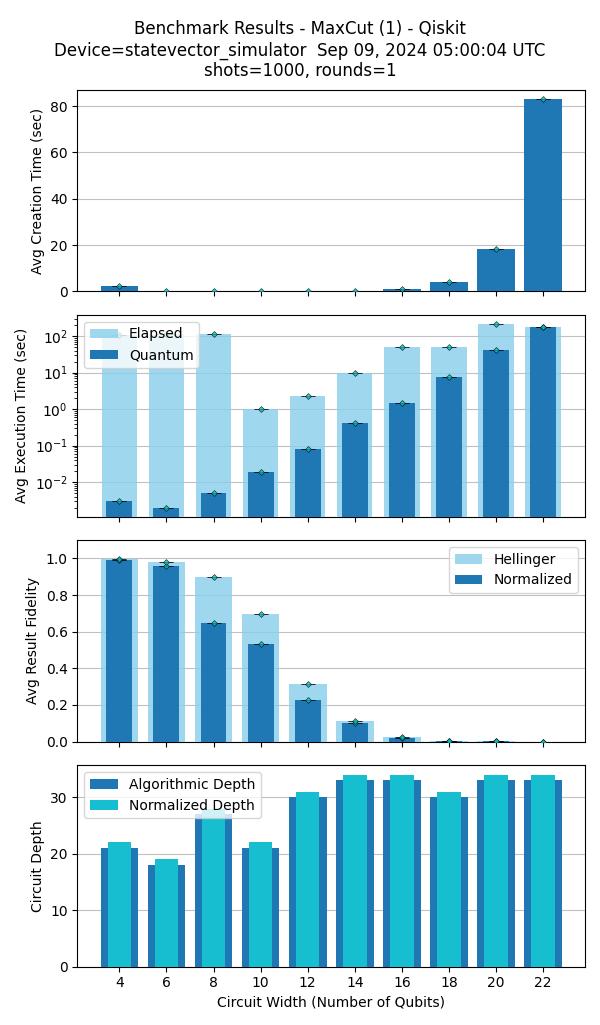 Benchmark Results - MaxCut (1) - Qiskit
Device=statevector_simulator  Sep 09, 2024 05:00:04 UTC
shots=1000, rounds=1
Avg Creation Time (sec)
80
60
40
20
0
Avg Execution Time (sec)
10²
10¹
10⁰
10⁻¹
10⁻²
Elapsed
Quantum
Avg Result Fidelity
1.0
0.8
0.6
0.4
0.2
0.0
Hellinger
Normalized
Circuit Depth
30
20
10
0
Algorithmic Depth
Normalized Depth
4 6 8 10 12 14 16 18 20 22
Circuit Width (Number of Qubits)